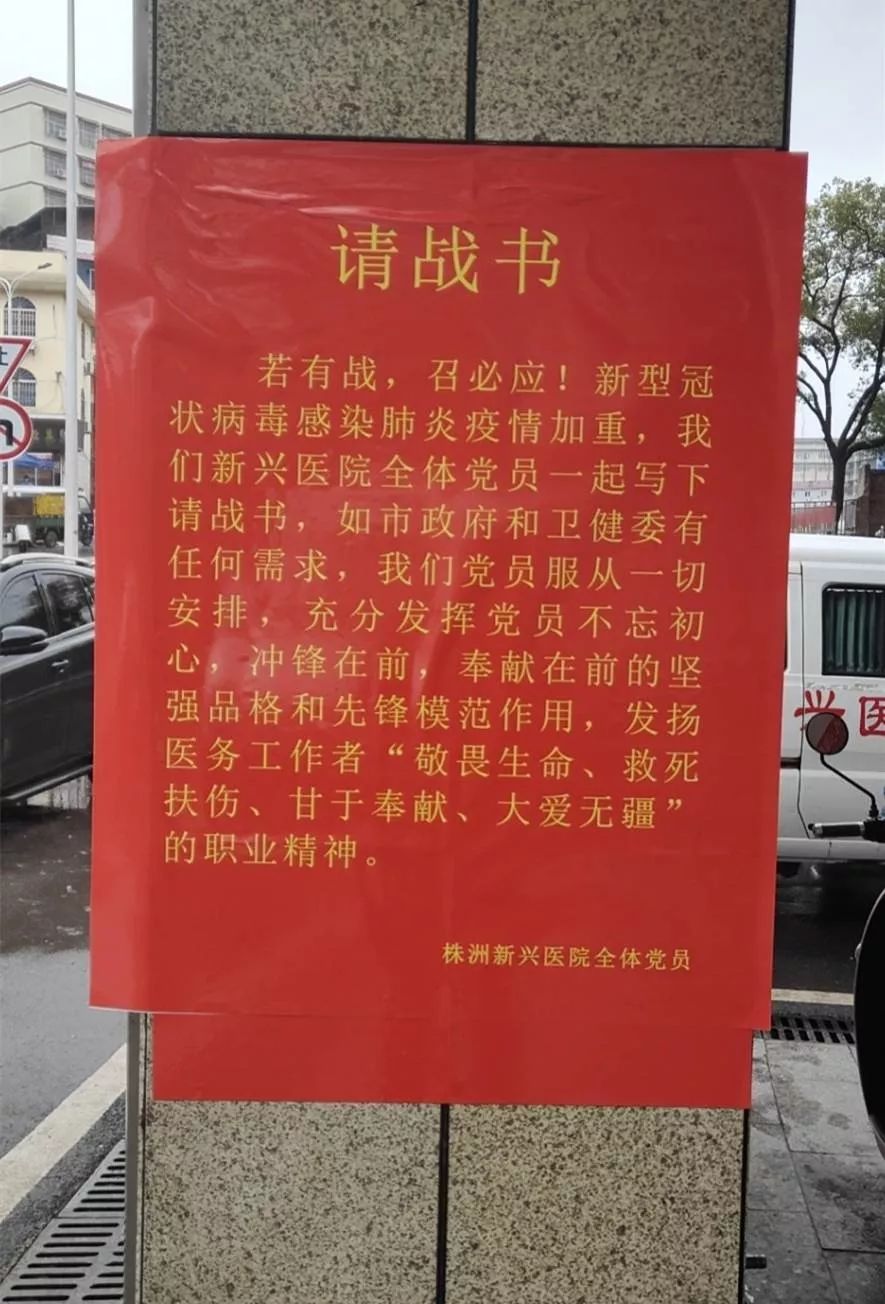 请战书
若有战，召必应！新型冠
状病毒感染肺炎疫情加重，我
们新兴医院全体党员一起写下
请战书，如市政府和卫健委有
任何需求，我们党员服从一切
安排，充分发挥党员不忘初
心，冲锋在前，奉献在前的坚
强品格和先锋模范作用，发扬
医务工作者“敬畏生命、救死
扶伤、甘于奉献、大爱无疆”
的职业精神。
株洲新兴医院全体党员
兴医